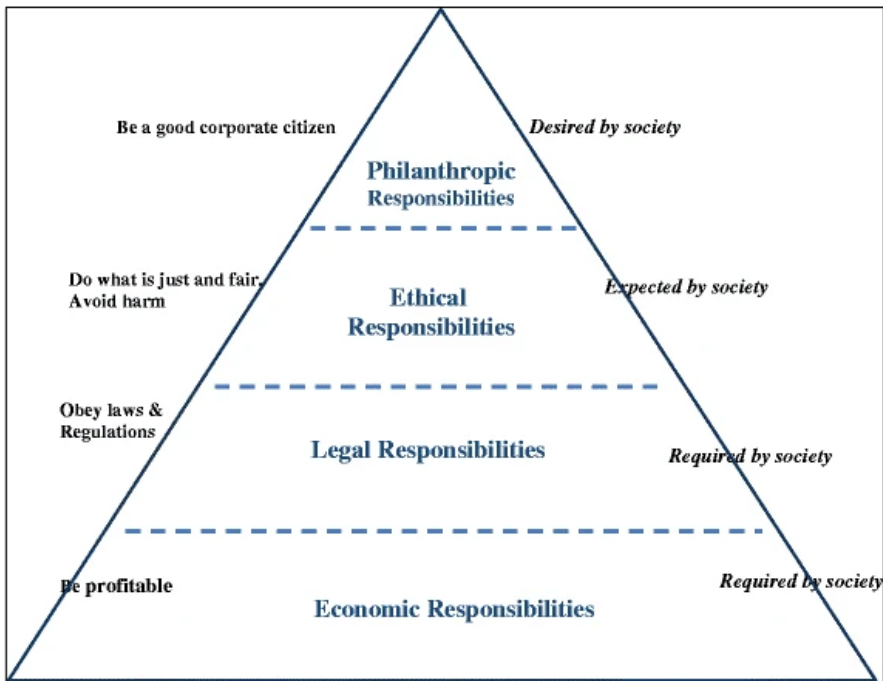 Be a good corporate citizen
Desired by society
Philanthropic
Responsibilities
Do what is just and fair,
Avoid harm
Expected by society
Ethical
Responsibilities
Obey laws &
Regulations
Legal Responsibilities
Required by society
Be profitable
Required by society
Economic Responsibilities